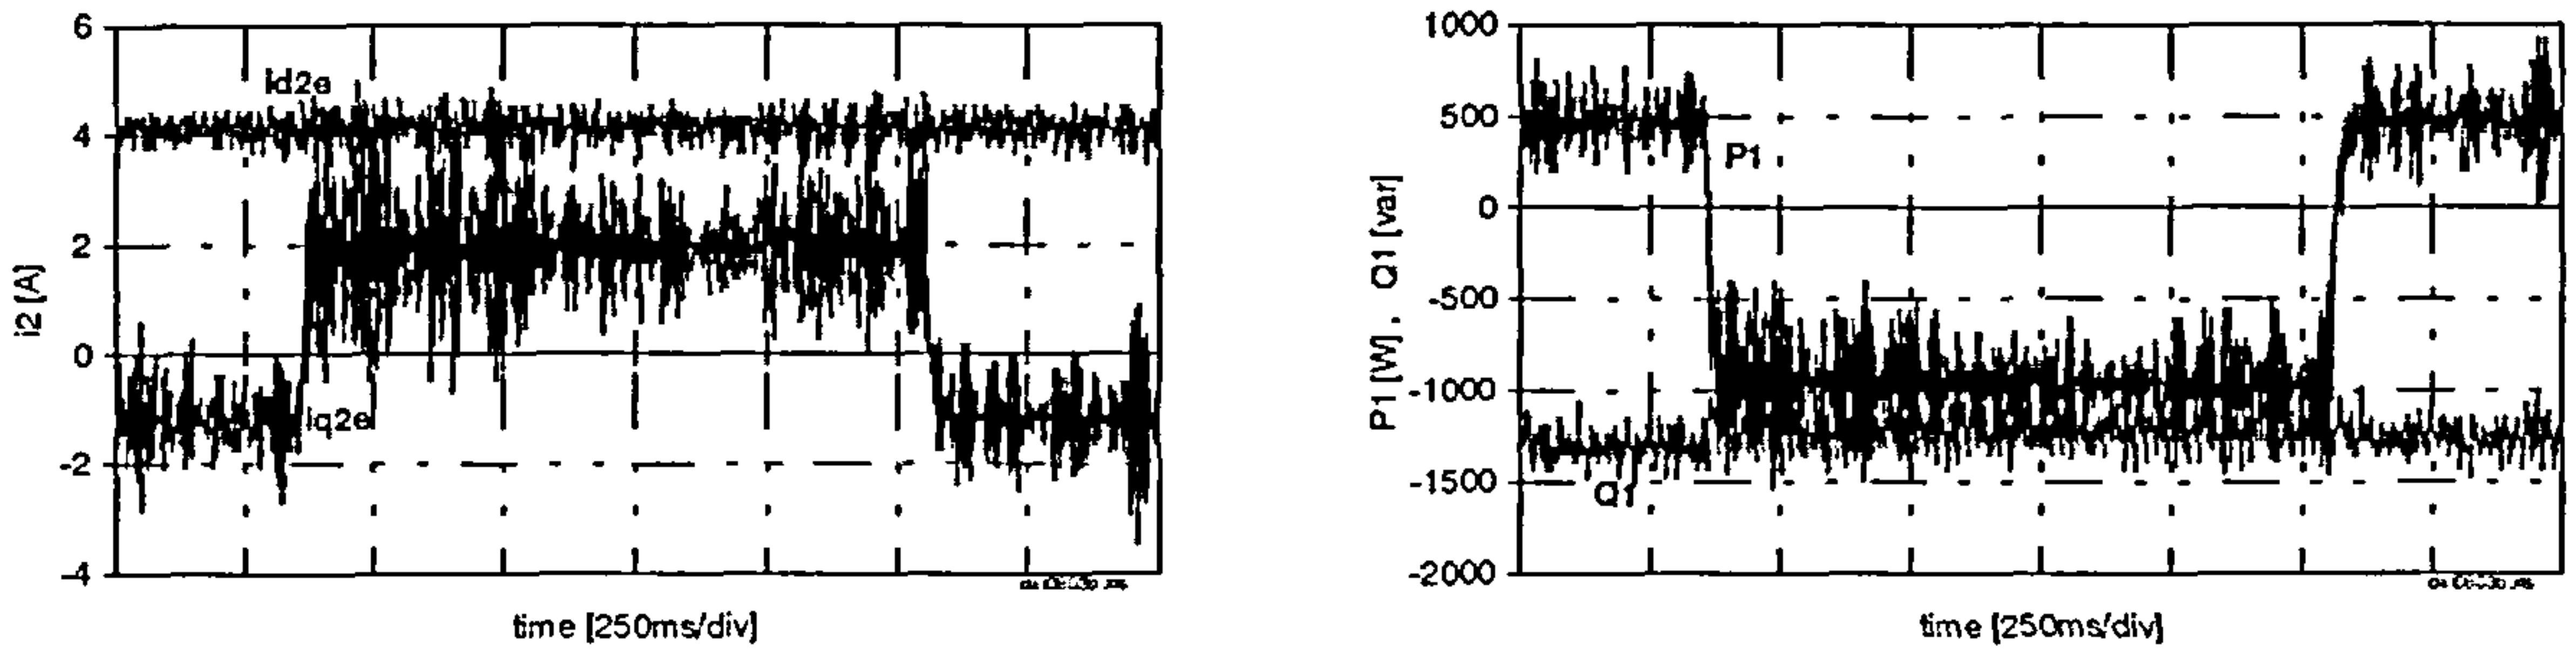 6
id2e
4
2
i2 [A]
0
iq2e
-2
-4
time [250ms/div]
1000
500
P1
0
P1 [W], Q1 [var]
-500
-1000
-1500
Q1
-2000
time [250ms/div]